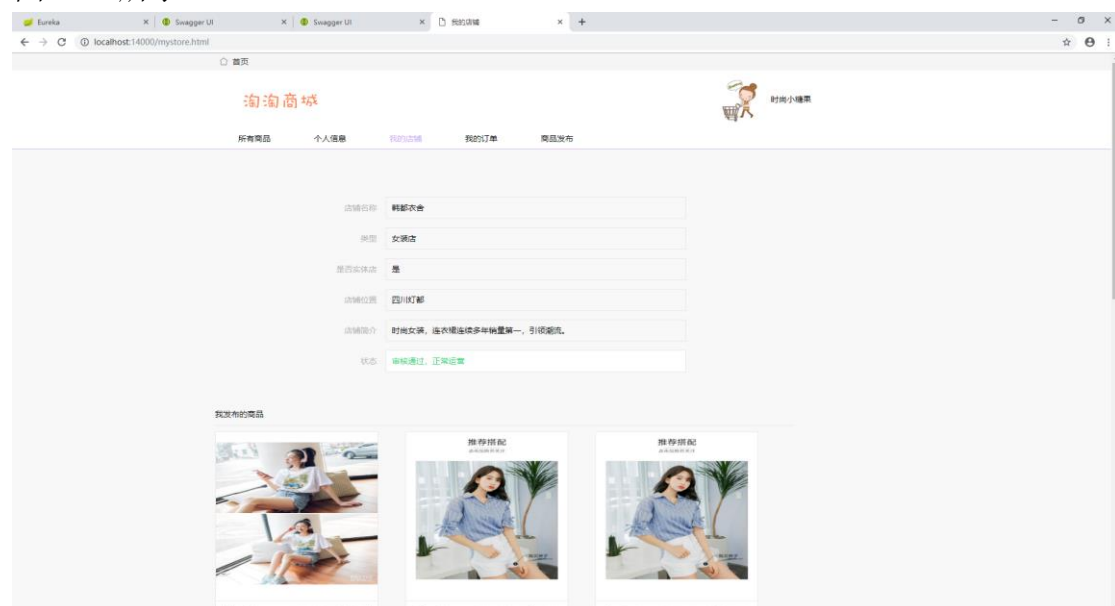 Eureka
Swagger UI
Swagger UI
我的店铺
localhost:14000/mystore.html
首页
淘淘商城
时尚小糖果
所有商品
个人信息
我的店铺
我的订单
商品发布
店铺名称 韩都衣舍
类型 女装店
是否实体店 是
店铺位置
店铺简介 时尚女装，连衣裙连续多年销量第一，引领潮流。
状态 审核通过，正常运营
我发布的商品
推荐搭配
推荐搭配